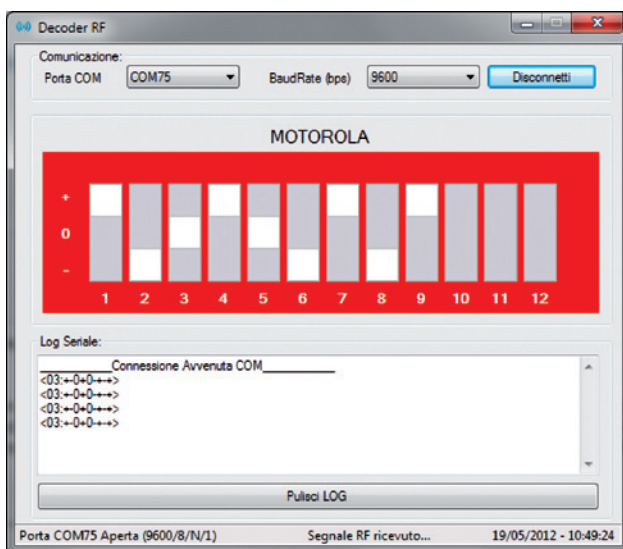 Decoder RF
Comunicazione:
Porta COM COM75 BaudRate (bps) 9600 Disconnetti
MOTOROLA
+
0
-
1 2 3 4 5 6 7 8 9 10 11 12
Log Seriale:
__________Connessione Avvenuta COM__________
<03:+-0+0-+-+>
<03:+-0+0-+-+>
<03:+-0+0-+-+>
<03:+-0+0-+-+>
Pulisci LOG
Porta COM75 Aperta (9600/8/N/1) Segnale RF ricevuto... 19/05/2012 - 10:49:24